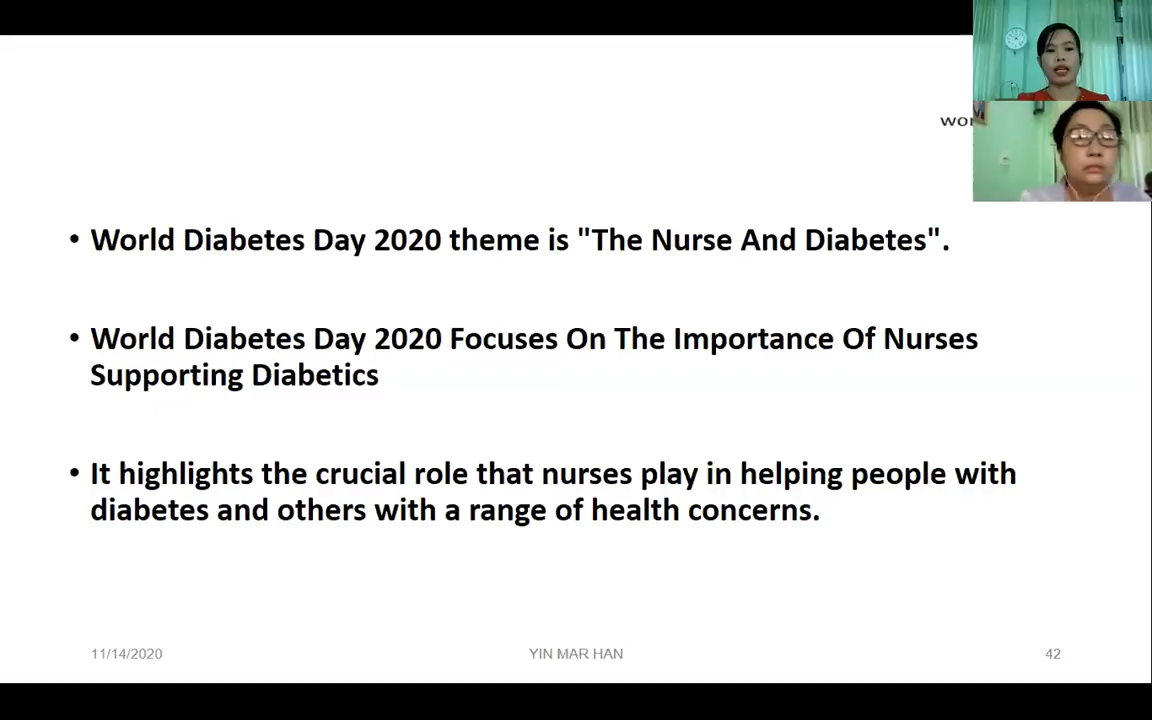 • World Diabetes Day 2020 theme is "The Nurse And Diabetes".
• World Diabetes Day 2020 Focuses On The Importance Of Nurses
Supporting Diabetics
• It highlights the crucial role that nurses play in helping people with
diabetes and others with a range of health concerns.
11/14/2020 YIN MAR HAN 42